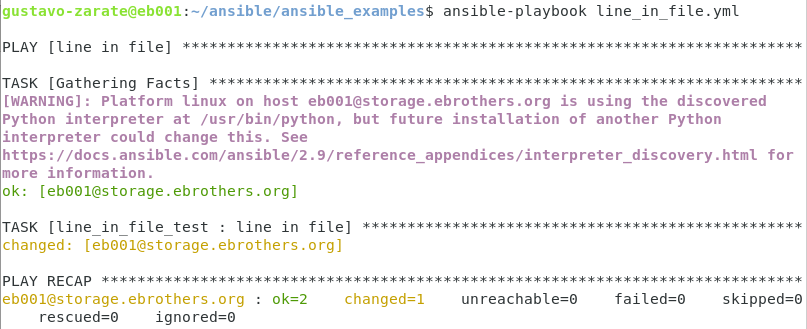 gustavo-zarate@eb001:~/ansible/ansible_examples$ ansible-playbook line_in_file.yml
PLAY [line in file] *********************************************************************
TASK [Gathering Facts] ******************************************************************
[WARNING]: Platform linux on host eb001@storage.ebrothers.org is using the discovered
Python interpreter at /usr/bin/python, but future installation of another Python
interpreter could change this. See
https://docs.ansible.com/ansible/2.9/reference_appendices/interpreter_discovery.html for
more information.
ok: [eb001@storage.ebrothers.org]
TASK [line_in_file_test : line in file] *************************************************
changed: [eb001@storage.ebrothers.org]
PLAY RECAP ******************************************************************************
eb001@storage.ebrothers.org : ok=2    changed=1    unreachable=0    failed=0    skipped=0
    rescued=0    ignored=0